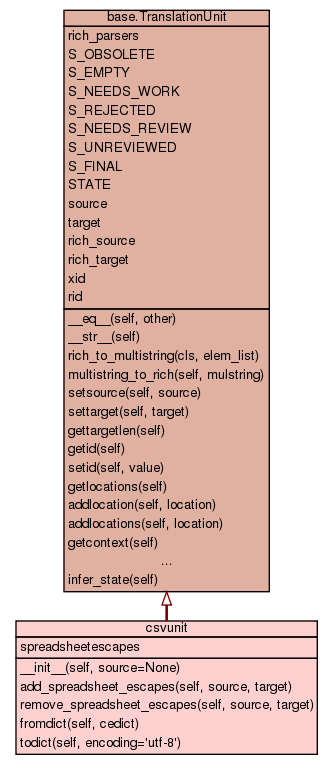 base.TranslationUnit
rich_parsers
S_OBSOLETE
S_EMPTY
S_NEEDS_WORK
S_REJECTED
S_NEEDS_REVIEW
S_UNREVIEWED
S_FINAL
STATE
source
target
rich_source
rich_target
xid
rid
__eq__(self, other)
__str__(self)
rich_to_multistring(cls, elem_list)
multistring_to_rich(self, mulstring)
setsource(self, source)
settarget(self, target)
gettargetlen(self)
getid(self)
setid(self, value)
getlocations(self)
addlocation(self, location)
addlocations(self, location)
getcontext(self)
...
infer_state(self)
csvunit
spreadsheetescapes
__init__(self, source=None)
add_spreadsheet_escapes(self, source, target)
remove_spreadsheet_escapes(self, source, target)
fromdict(self, cedict)
todict(self, encoding='utf-8')